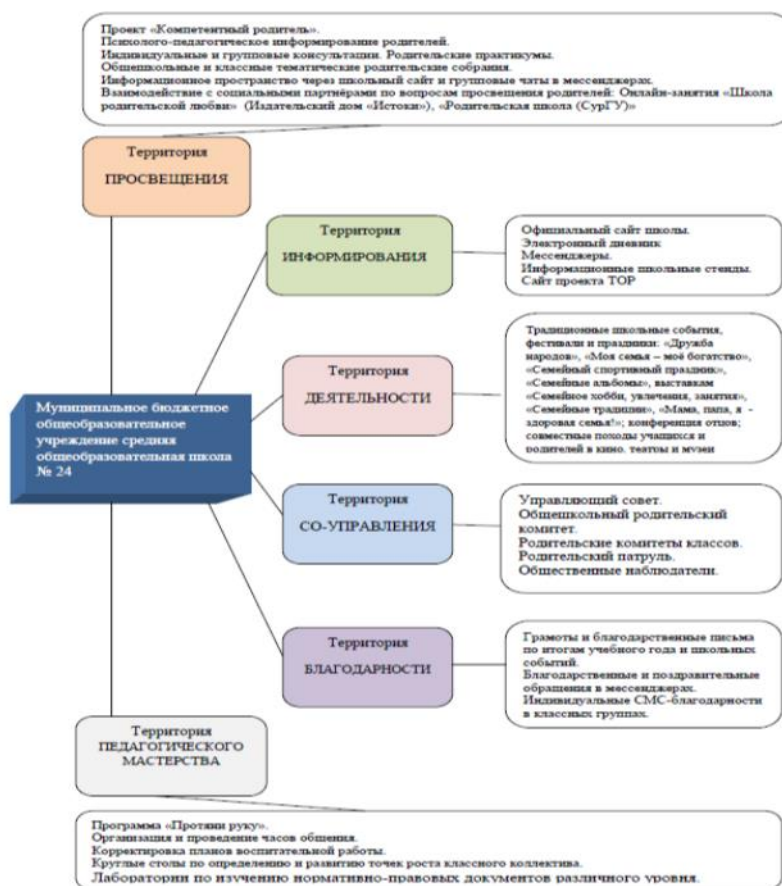 Проект «Компетентный родитель».
Психолого-педагогическое информирование родителей.
Индивидуальные и групповые консультации. Родительские практикумы.
Общешкольные и классные тематические родительские собрания.
Информационное пространство через школьный сайт и групповые чаты в мессенджерах.
Взаимодействие с социальными партнёрами по вопросам просвещения родителей: Онлайн-занятия «Школа
родительской любви» (Издательский дом «Истоки»), «Родительская школа (СурГУ)»
Территория
ПРОСВЕЩЕНИЯ
Территория
ИНФОРМИРОВАНИЯ
Официальный сайт школы.
Электронный дневник
Мессенджеры.
Информационные школьные стенды.
Сайт проекта ТОР
Территория
ДЕЯТЕЛЬНОСТИ
Традиционные школьные события,
фестивали и праздники: «Дружба
народов», «Моя семья – моё богатство»,
«Семейный спортивный праздник»,
«Семейные альбомы», выставкам
«Семейное хобби, увлечения, занятия»,
«Семейные традиции», «Мама, папа, я -
здоровая семья!»; конференция отцов;
совместные походы учащихся и
родителей в кино, театры и музеи
Муниципальное бюджетное
общеобразовательное
учреждение средняя
общеобразовательная школа
№ 24
Территория
СО-УПРАВЛЕНИЯ
Управляющий совет.
Общешкольный родительский
комитет.
Родительские комитеты классов.
Родительский патруль.
Общественные наблюдатели.
Территория
БЛАГОДАРНОСТИ
Грамоты и благодарственные письма
по итогам учебного года и школьных
событий.
Благодарственные и поздравительные
обращения в мессенджерах.
Индивидуальные СМС-благодарности
в классных группах.
Территория
ПЕДАГОГИЧЕСКОГО
МАСТЕРСТВА
Программа «Протяни руку».
Организация и проведение часов общения.
Корректировка планов воспитательной работы.
Круглые столы по определению и развитию точек роста классного коллектива.
Лаборатории по изучению нормативно-правовых документов различного уровня.